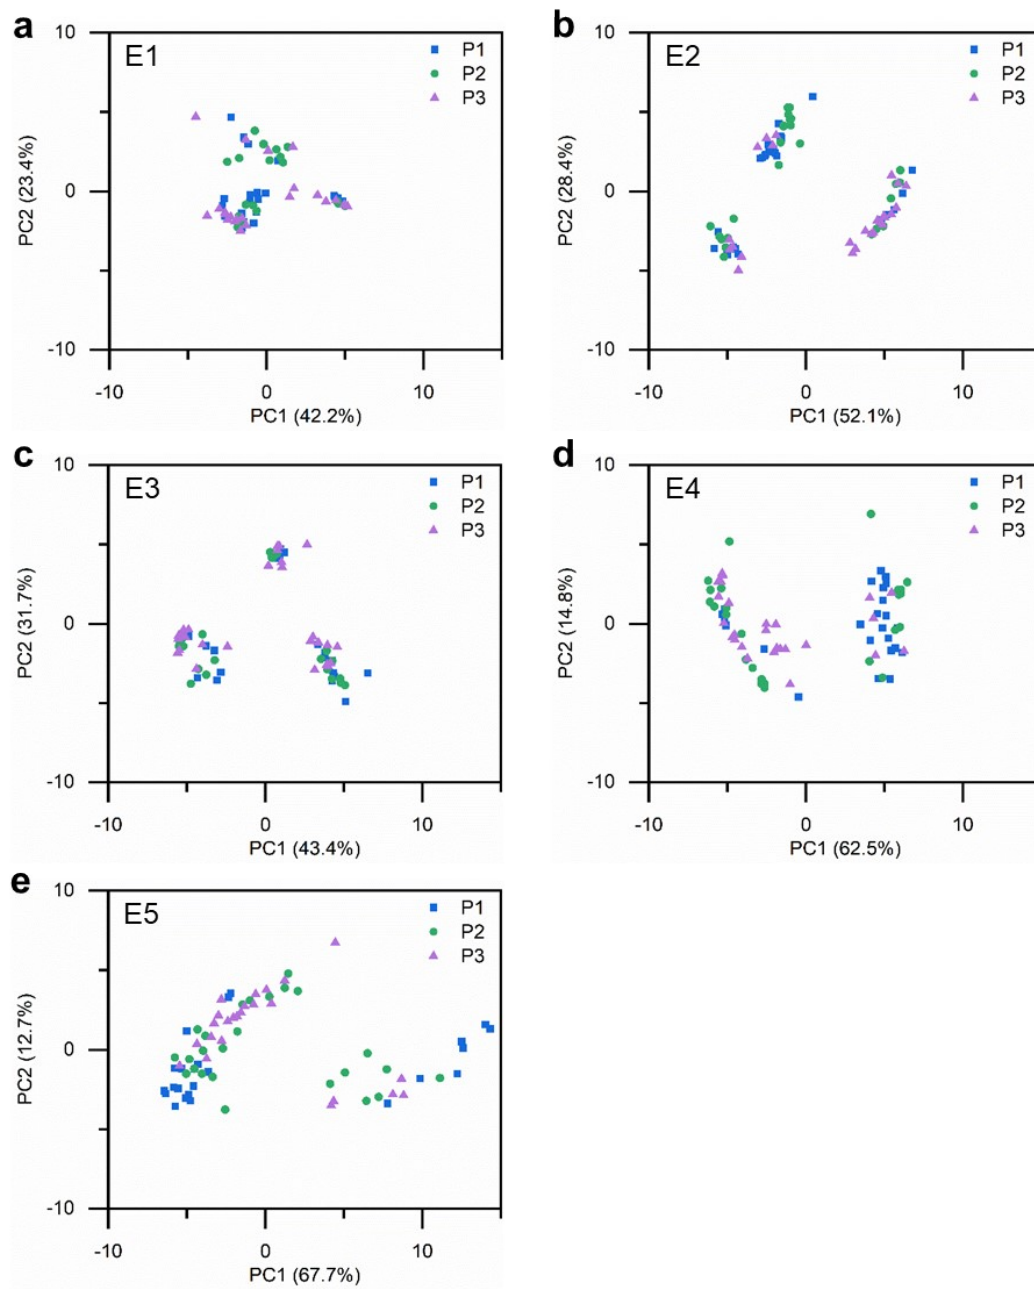 a
E1
P1
P2
P3
10
0
-10
PC2 (23.4%)
-10 0 10
PC1 (42.2%)
b
E2
P1
P2
P3
10
0
-10
PC2 (28.4%)
-10 0 10
PC1 (52.1%)
c
E3
P1
P2
P3
10
0
-10
PC2 (31.7%)
-10 0 10
PC1 (43.4%)
d
E4
P1
P2
P3
10
0
-10
PC2 (14.8%)
-10 0 10
PC1 (62.5%)
e
E5
P1
P2
P3
10
0
-10
PC2 (12.7%)
-10 0 10
PC1 (67.7%)